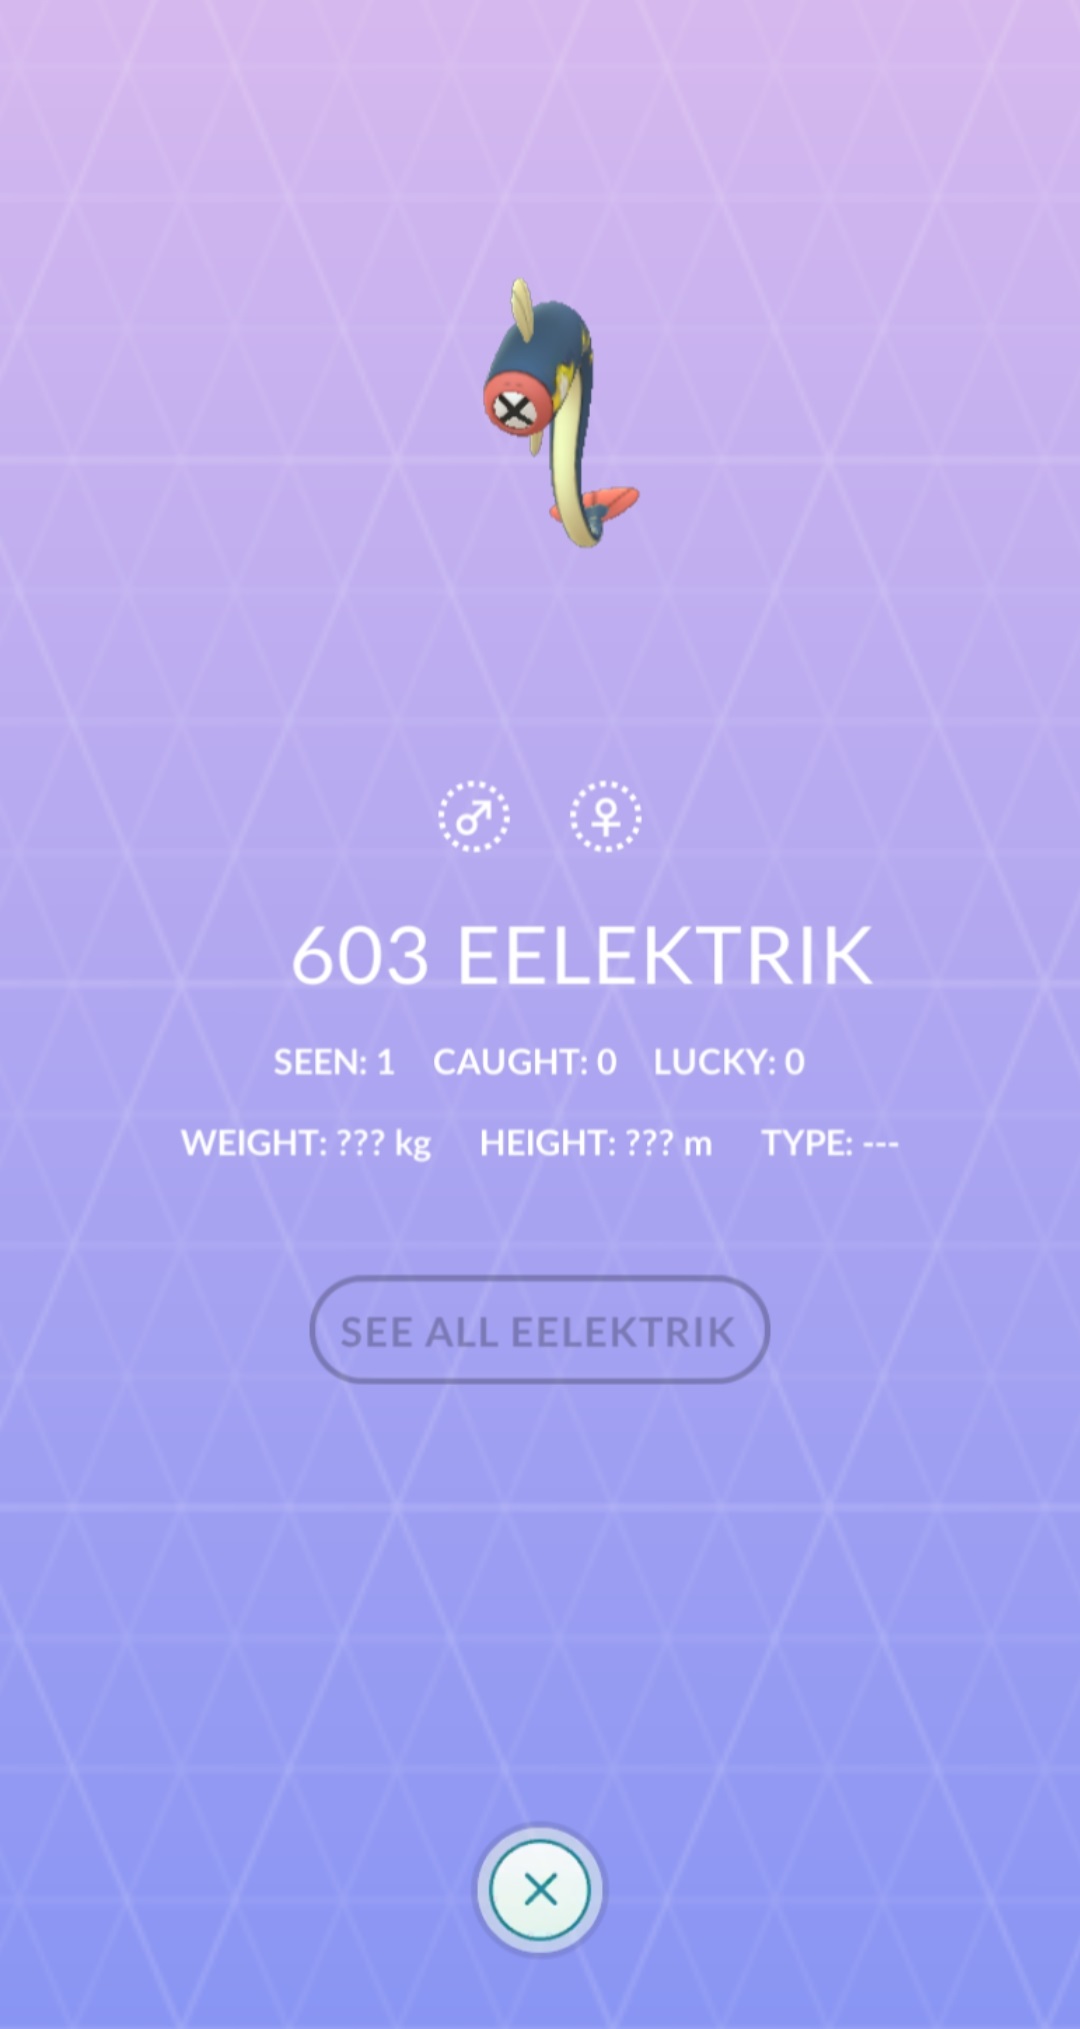 603 EELEKTRIK
SEEN: 1 CAUGHT: 0 LUCKY: 0
WEIGHT: ??? kg HEIGHT: ??? m TYPE: ---
SEE ALL EELEKTRIK